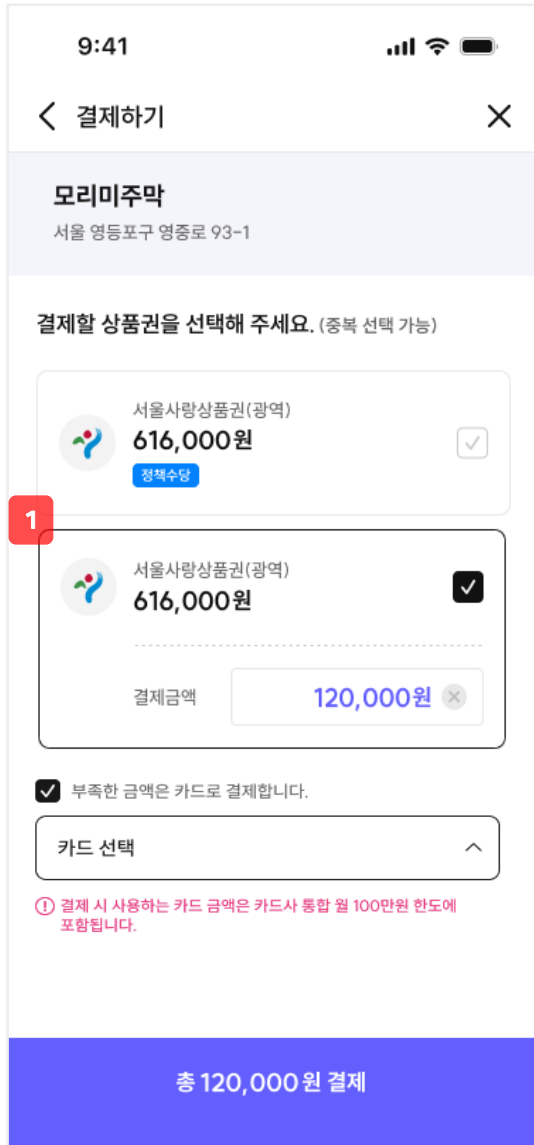 9:41
결제하기
모리미주막
서울 영등포구 영중로 93-1
결제할 상품권을 선택해 주세요. (중복 선택 가능)
서울사랑상품권(광역)
616,000원
정책수당
1
서울사랑상품권(광역)
616,000원
결제금액 120,000원
부족한 금액은 카드로 결제합니다.
카드 선택
결제 시 사용하는 카드 금액은 카드사 통합 월 100만원 한도에
포함됩니다.
총 120,000원 결제